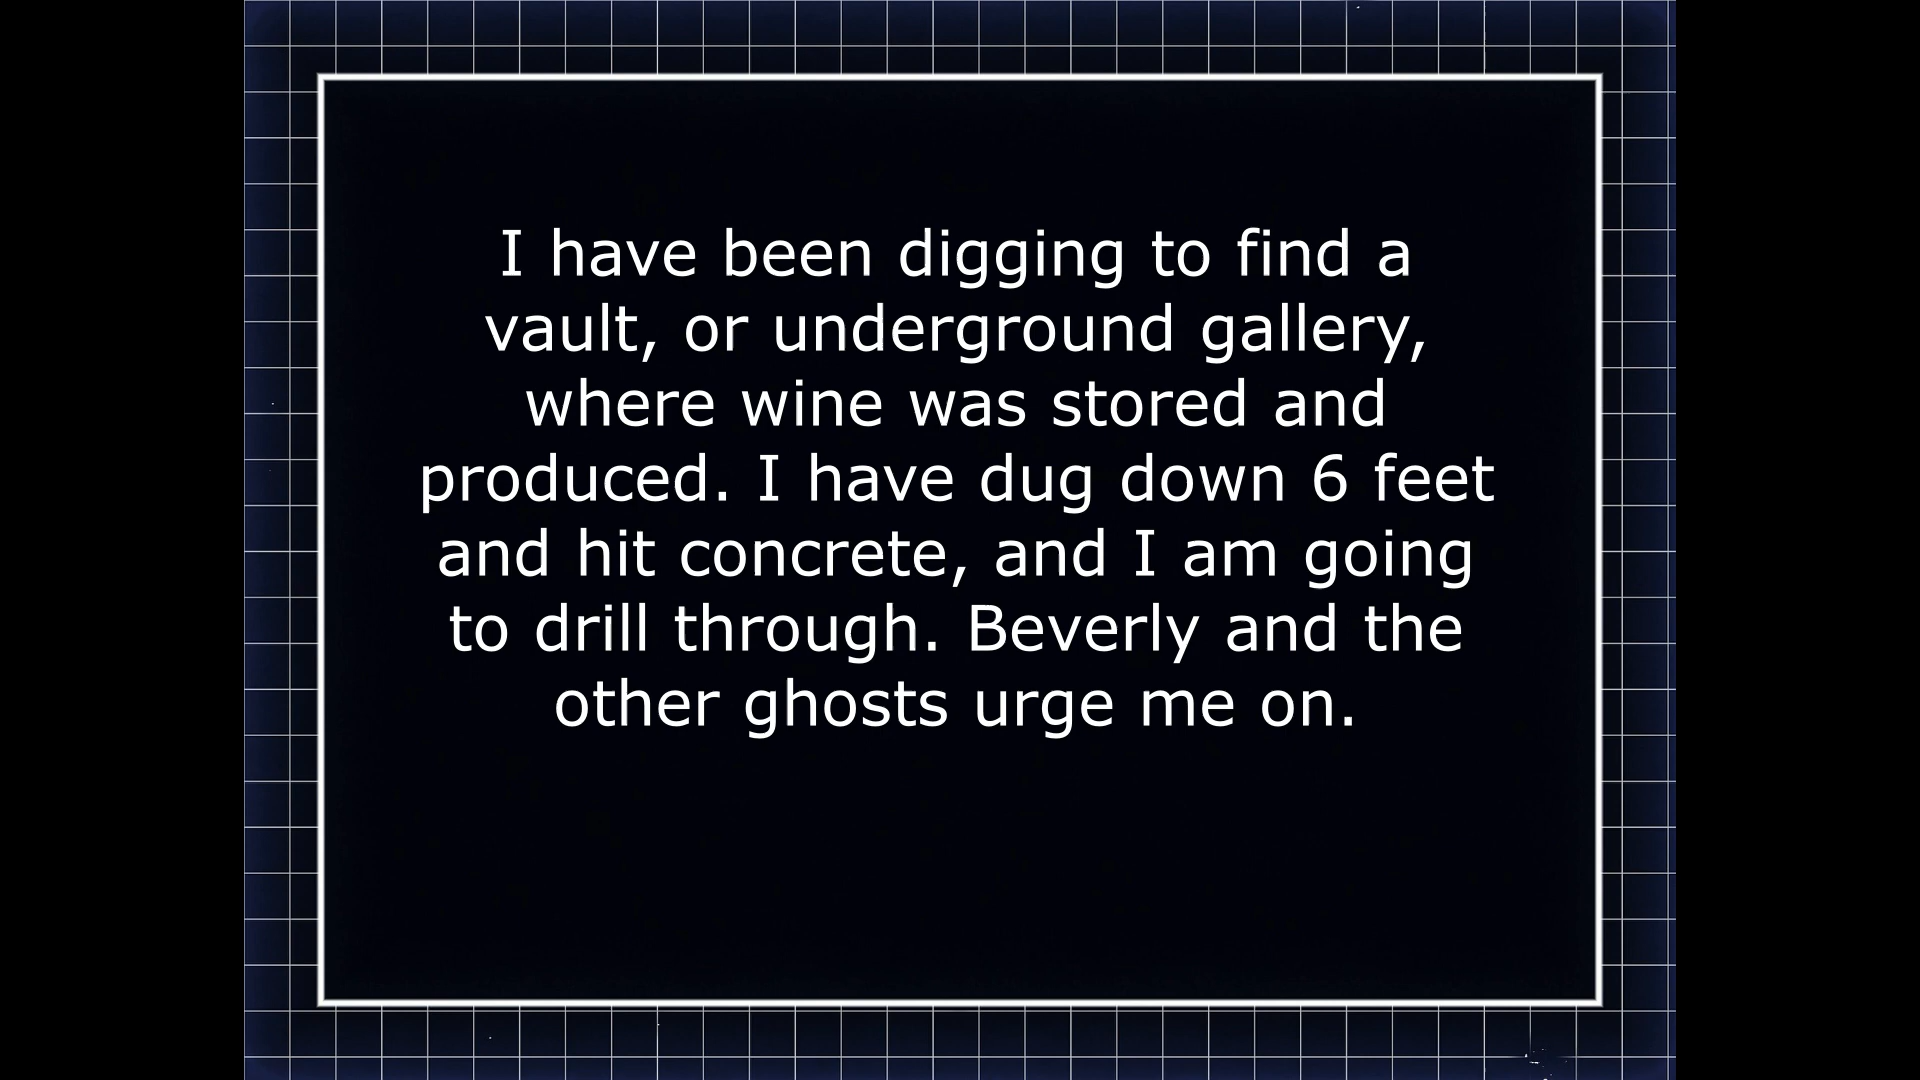 I have been digging to find a
vault, or underground gallery,
where wine was stored and
produced. I have dug down 6 feet
and hit concrete, and I am going
to drill through. Beverly and the
other ghosts urge me on.